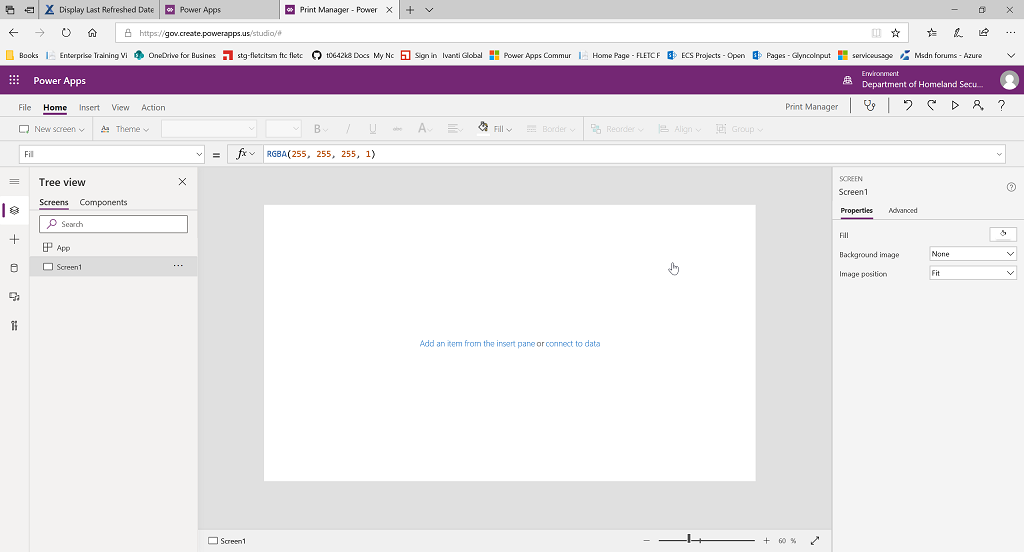 Display Last Refreshed Date
Power Apps
Print Manager - Power
https://gov.create.powerapps.us/studio/#
Books
Enterprise Training Vi
OneDrive for Busines
stg-fletcitsm ftc fletc
t0642k8 Docs My Nc
Sign in Ivanti Global
Power Apps Commur
Home Page - FLETC F
ECS Projects - Open
Pages - GlyncoInput
serviceusage
Msdn forums - Azure
Power Apps
Environment
Department of Homeland Secu...
File Home Insert View Action
Print Manager
New screen Theme B I U abc A Fill Border Reorder Align Group
Fill = fx RGBA(255, 255, 255, 1)
Tree view
Screens Components
Search
App
Screen1 ...
Add an item from the insert pane or connect to data
SCREEN
Screen1
Properties Advanced
Fill
Background image None
Image position Fit
Screen1
60 %